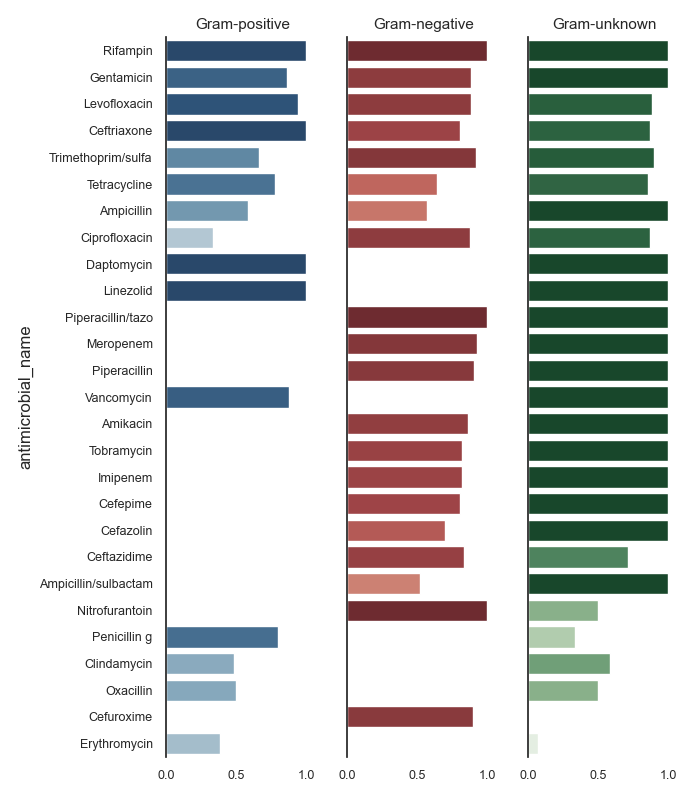 Gram-positive Gram-negative Gram-unknown
Rifampin
Gentamicin
Levofloxacin
Ceftriaxone
Trimethoprim/sulfa
Tetracycline
Ampicillin
Ciprofloxacin
Daptomycin
Linezolid
Piperacillin/tazo
Meropenem
Piperacillin
Vancomycin
Amikacin
Tobramycin
Imipenem
Cefepime
Cefazolin
Ceftazidime
Ampicillin/sulbactam
Nitrofurantoin
Penicillin g
Clindamycin
Oxacillin
Cefuroxime
Erythromycin
antimicrobial_name
0.0 0.5 1.0 0.0 0.5 1.0 0.0 0.5 1.0